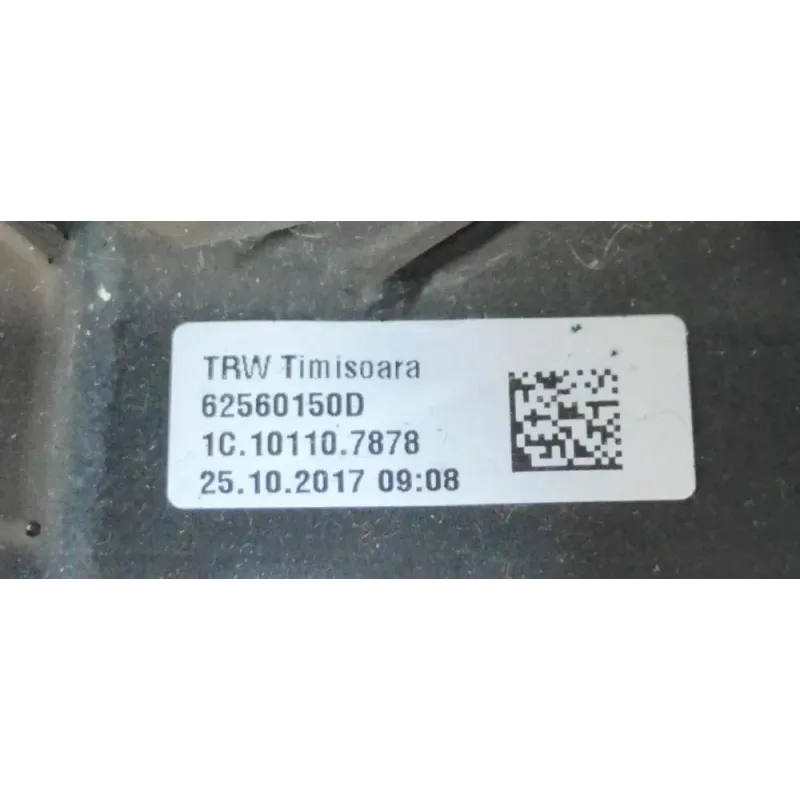 TRW Timisoara
62560150D
1C.10110.7878
25.10.2017 09:08